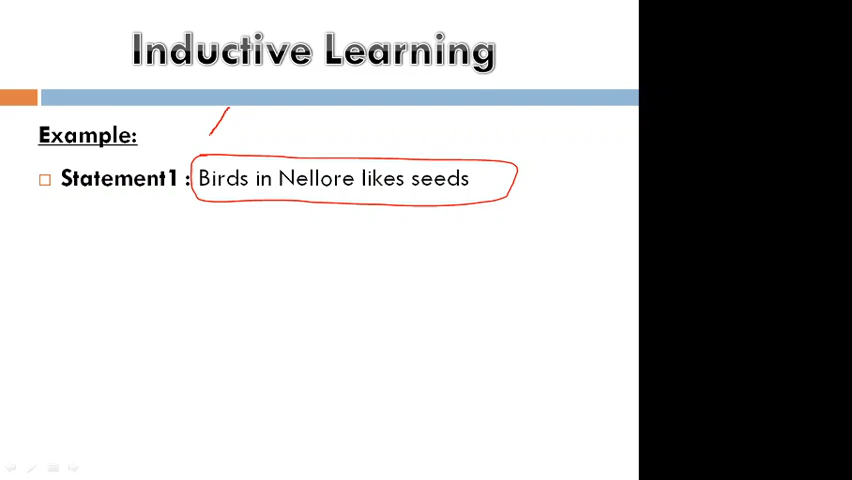 Inductive Learning
Example:
Statement1 : Birds in Nellore likes seeds